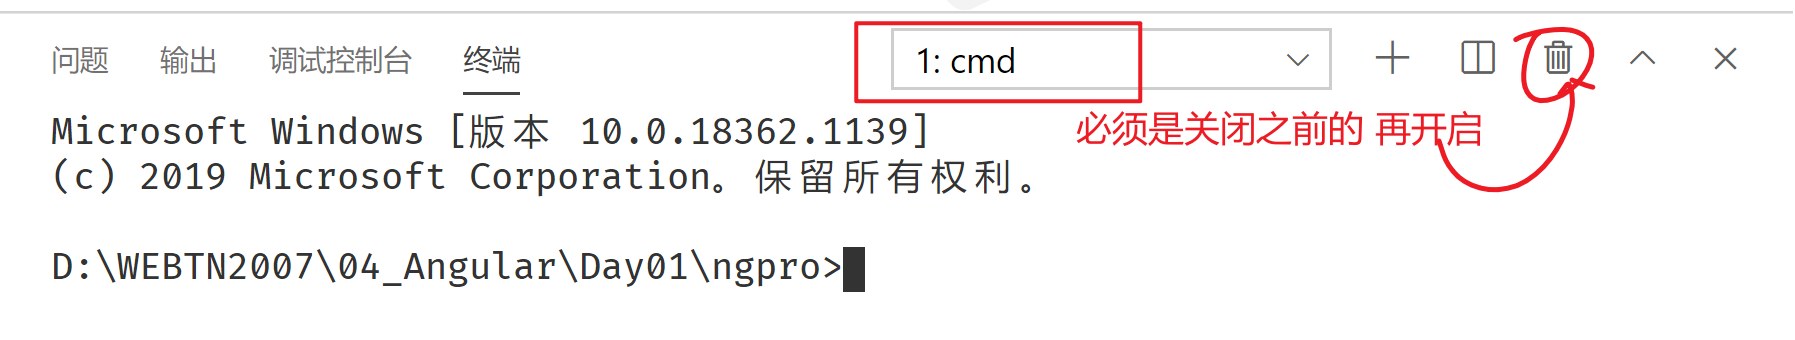 问题 输出 调试控制台 终端 1: cmd
Microsoft Windows [版本 10.0.18362.1139]
必须是关闭之前的 再开启
(c) 2019 Microsoft Corporation。保留所有权利。
D:\WEBTN2007\04_Angular\Day01\ngpro>